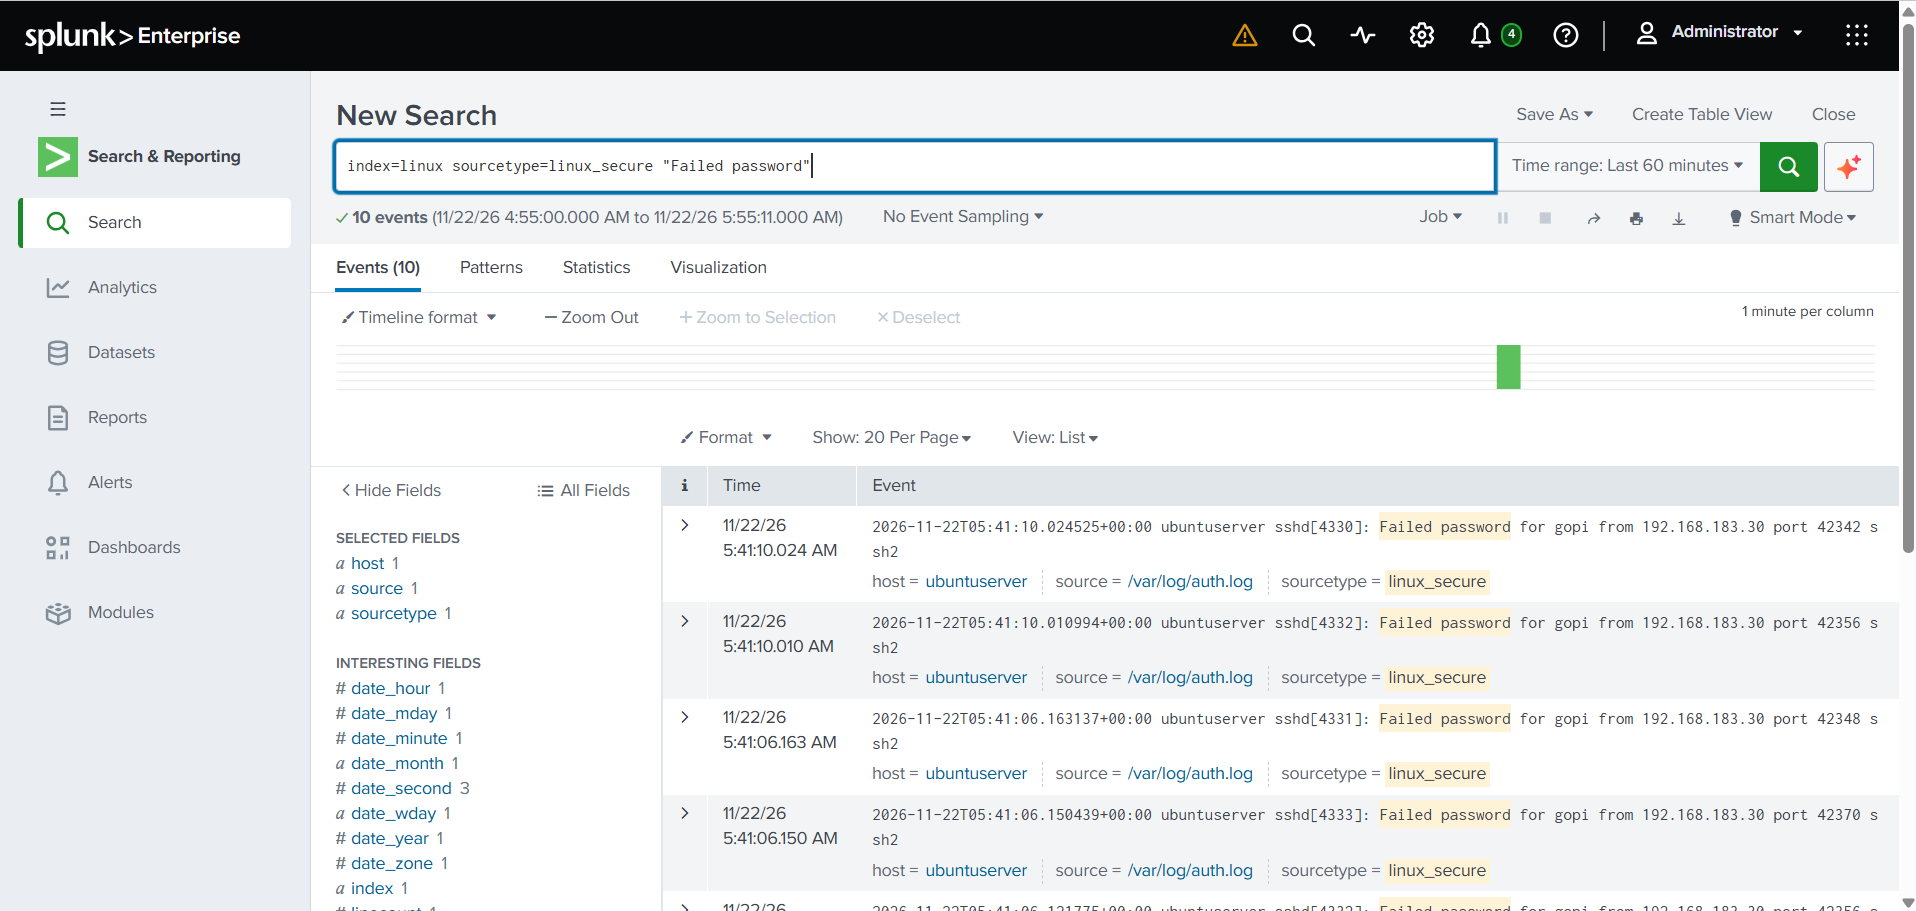 splunk> Enterprise
4
Administrator
Search & Reporting
Search
Analytics
Datasets
Reports
Alerts
Dashboards
Modules
New Search
Save As
Create Table View
Close
index=linux sourcetype=linux_secure "Failed password"
Time range: Last 60 minutes
10 events (11/22/26 4:55:00.000 AM to 11/22/26 5:55:11.000 AM)
No Event Sampling
Job
Smart Mode
Events (10)
Patterns
Statistics
Visualization
Timeline format
Zoom Out
Zoom to Selection
Deselect
1 minute per column
Format
Show: 20 Per Page
View: List
Hide Fields
All Fields
SELECTED FIELDS
a host 1
a source 1
a sourcetype 1
INTERESTING FIELDS
# date_hour 1
# date_mday 1
# date_minute 1
a date_month 1
# date_second 3
a date_wday 1
# date_year 1
# date_zone 1
a index 1
# linecount 1
i
Time
Event
11/22/26
5:41:10.024 AM
2026-11-22T05:41:10.024525+00:00 ubuntuserver sshd[4330]: Failed password for gopi from 192.168.183.30 port 42342 s
sh2
host = ubuntuserver
source = /var/log/auth.log
sourcetype = linux_secure
11/22/26
5:41:10.010 AM
2026-11-22T05:41:10.010994+00:00 ubuntuserver sshd[4332]: Failed password for gopi from 192.168.183.30 port 42356 s
sh2
host = ubuntuserver
source = /var/log/auth.log
sourcetype = linux_secure
11/22/26
5:41:06.163 AM
2026-11-22T05:41:06.163137+00:00 ubuntuserver sshd[4331]: Failed password for gopi from 192.168.183.30 port 42348 s
sh2
host = ubuntuserver
source = /var/log/auth.log
sourcetype = linux_secure
11/22/26
5:41:06.150 AM
2026-11-22T05:41:06.150439+00:00 ubuntuserver sshd[4333]: Failed password for gopi from 192.168.183.30 port 42370 s
sh2
host = ubuntuserver
source = /var/log/auth.log
sourcetype = linux_secure
11/22/26